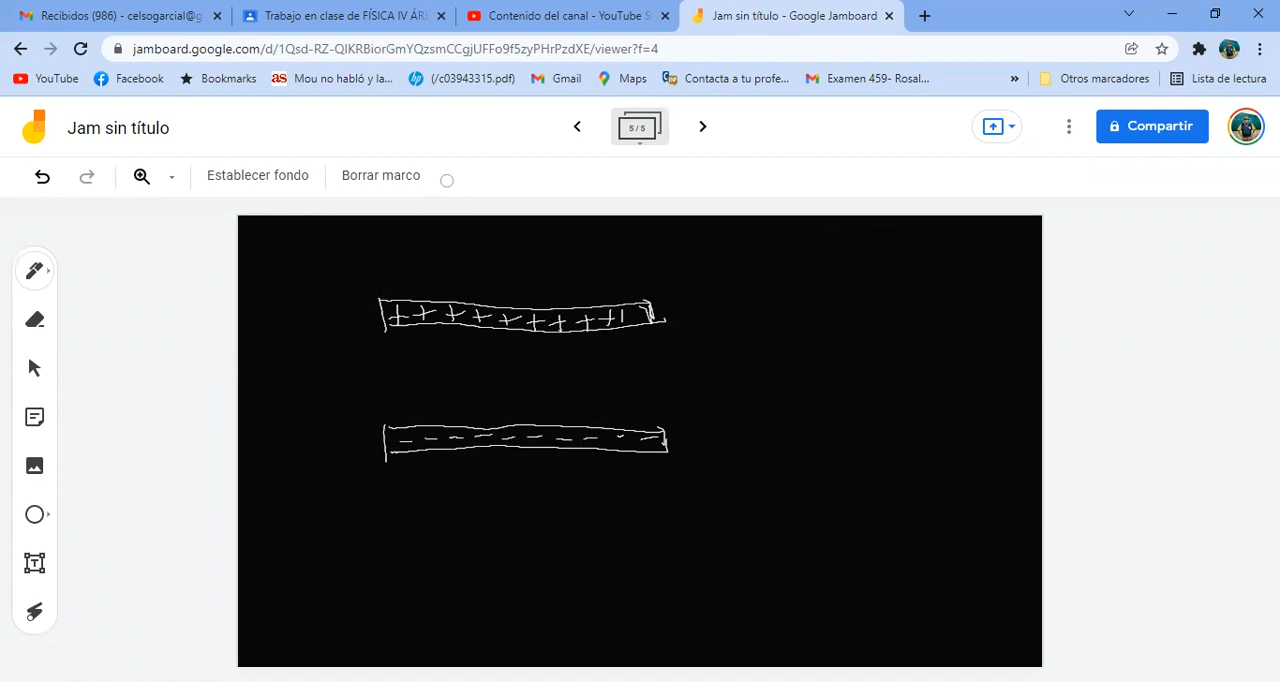 Recibidos (986) - celsogarcial@g
Trabajo en clase de FÍSICA IV ÁRE
Contenido del canal - YouTube S
Jam sin título - Google Jamboard
jamboard.google.com/d/1Qsd-RZ-QIKRBiorGmYQzsmCCgjUFFo9f5zyPHrPzdXE/viewer?f=4
YouTube
Facebook
Bookmarks
Mou no habló y la...
(/c03943315.pdf)
Gmail
Maps
Contacta a tu profe...
Examen 459- Rosal...
»
Otros marcadores
Lista de lectura
Jam sin título
5 / 5
Compartir
Establecer fondo
Borrar marco
+ + + + + + + + +
- - - - - - - - - -